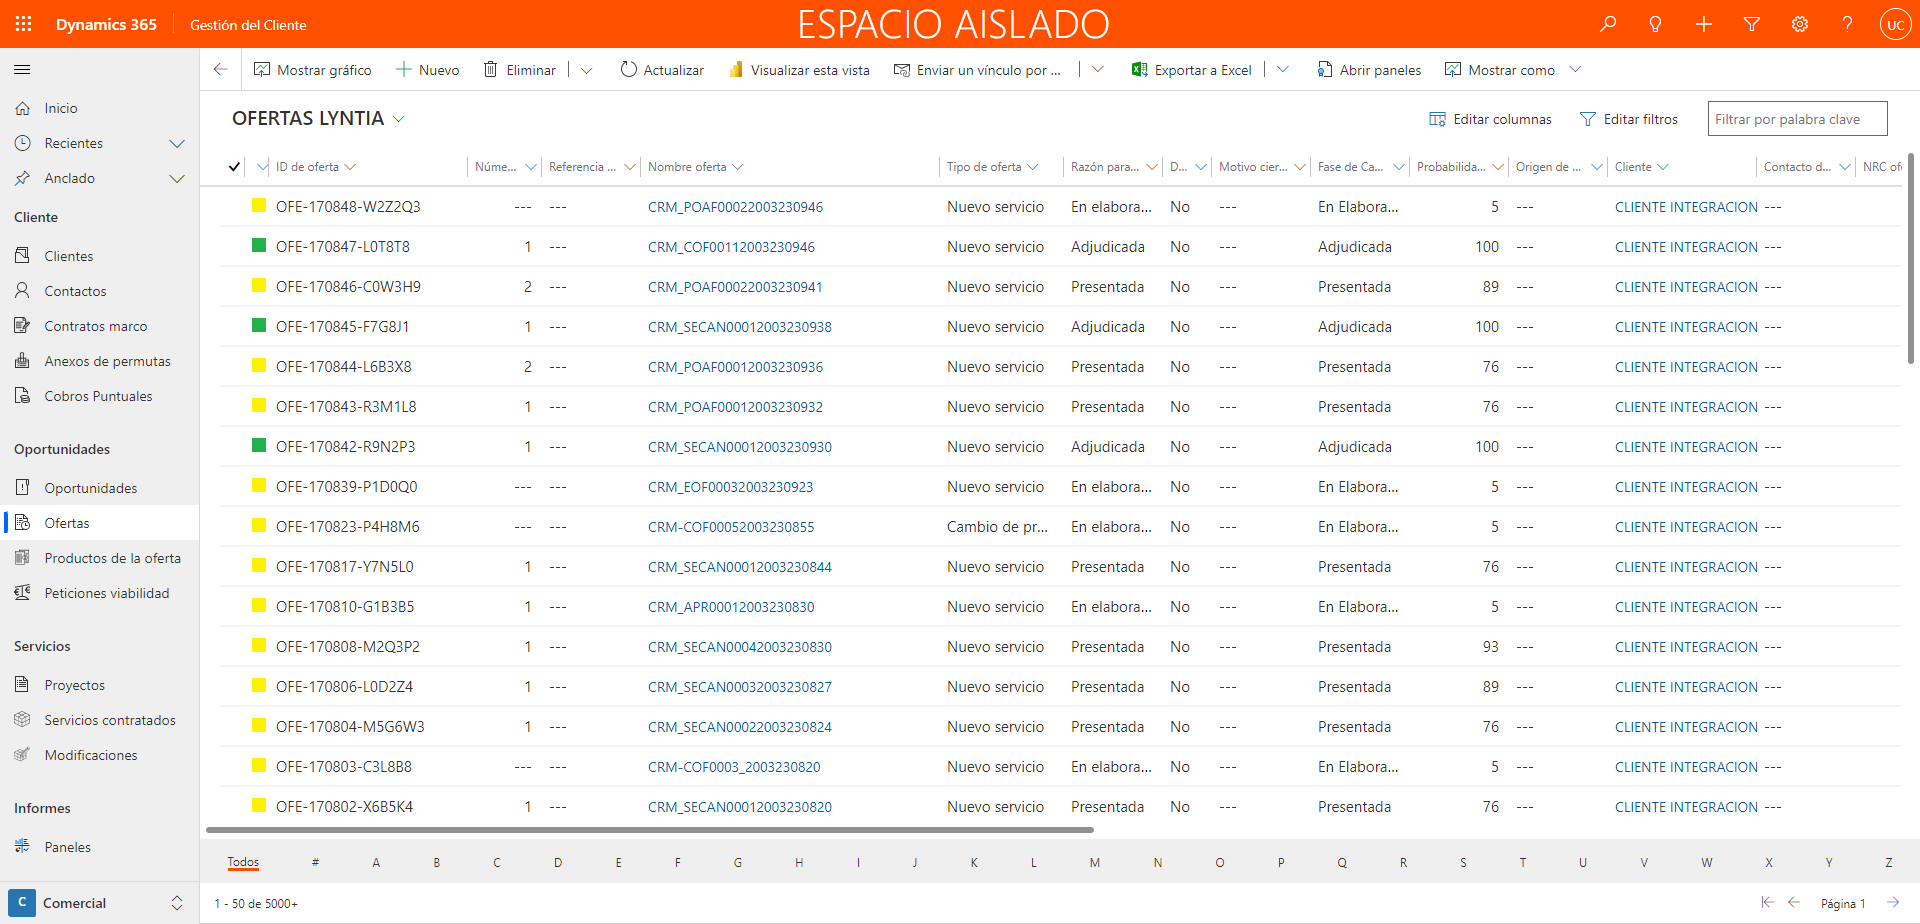 Dynamics 365 Gestión del Cliente ESPACIO AISLADO UC
Mostrar gráfico Nuevo Eliminar Actualizar Visualizar esta vista Enviar un vínculo por ... Exportar a Excel Abrir paneles Mostrar como
Inicio
Recientes
Anclado
Cliente
Clientes
Contactos
Contratos marco
Anexos de permutas
Cobros Puntuales
Oportunidades
Oportunidades
Ofertas
Productos de la oferta
Peticiones viabilidad
Servicios
Proyectos
Servicios contratados
Modificaciones
Informes
Paneles
C Comercial
OFERTAS LYNTIA Editar columnas Editar filtros Filtrar por palabra clave
ID de oferta Núme... Referencia ... Nombre oferta Tipo de oferta Razón para... D... Motivo cier... Fase de Ca... Probabilida... Origen de ... Cliente Contacto d... NRC of
OFE-170848-W2Z2Q3 --- --- CRM_POAF00022003230946 Nuevo servicio En elabora... No --- En Elabora... 5 --- CLIENTE INTEGRACION ---
OFE-170847-L0T8T8 1 --- CRM_COF00112003230946 Nuevo servicio Adjudicada No --- Adjudicada 100 --- CLIENTE INTEGRACION ---
OFE-170846-C0W3H9 2 --- CRM_POAF00022003230941 Nuevo servicio Presentada No --- Presentada 89 --- CLIENTE INTEGRACION ---
OFE-170845-F7G8J1 1 --- CRM_SECAN00012003230938 Nuevo servicio Adjudicada No --- Adjudicada 100 --- CLIENTE INTEGRACION ---
OFE-170844-L6B3X8 2 --- CRM_POAF00012003230936 Nuevo servicio Presentada No --- Presentada 76 --- CLIENTE INTEGRACION ---
OFE-170843-R3M1L8 1 --- CRM_POAF00012003230932 Nuevo servicio Presentada No --- Presentada 76 --- CLIENTE INTEGRACION ---
OFE-170842-R9N2P3 1 --- CRM_SECAN00012003230930 Nuevo servicio Adjudicada No --- Adjudicada 100 --- CLIENTE INTEGRACION ---
OFE-170839-P1D0Q0 --- --- CRM_EOF00032003230923 Nuevo servicio En elabora... No --- En Elabora... 5 --- CLIENTE INTEGRACION ---
OFE-170823-P4H8M6 --- --- CRM-COF00052003230855 Cambio de pr... En elabora... No --- En Elabora... 5 --- CLIENTE INTEGRACION ---
OFE-170817-Y7N5L0 1 --- CRM_SECAN00012003230844 Nuevo servicio Presentada No --- Presentada 76 --- CLIENTE INTEGRACION ---
OFE-170810-G1B3B5 1 --- CRM_APR00012003230830 Nuevo servicio En elabora... No --- En Elabora... 5 --- CLIENTE INTEGRACION ---
OFE-170808-M2Q3P2 1 --- CRM_SECAN00042003230830 Nuevo servicio Presentada No --- Presentada 93 --- CLIENTE INTEGRACION ---
OFE-170806-L0D2Z4 1 --- CRM_SECAN00032003230827 Nuevo servicio Presentada No --- Presentada 89 --- CLIENTE INTEGRACION ---
OFE-170804-M5G6W3 1 --- CRM_SECAN00022003230824 Nuevo servicio Presentada No --- Presentada 76 --- CLIENTE INTEGRACION ---
OFE-170803-C3L8B8 --- --- CRM-COF0003_2003230820 Nuevo servicio En elabora... No --- En Elabora... 5 --- CLIENTE INTEGRACION ---
OFE-170802-X6B5K4 1 --- CRM_SECAN00012003230820 Nuevo servicio Presentada No --- Presentada 76 --- CLIENTE INTEGRACION ---
Todos # A B C D E F G H I J K L M N O P Q R S T U V W X Y Z
1 - 50 de 5000+ Página 1